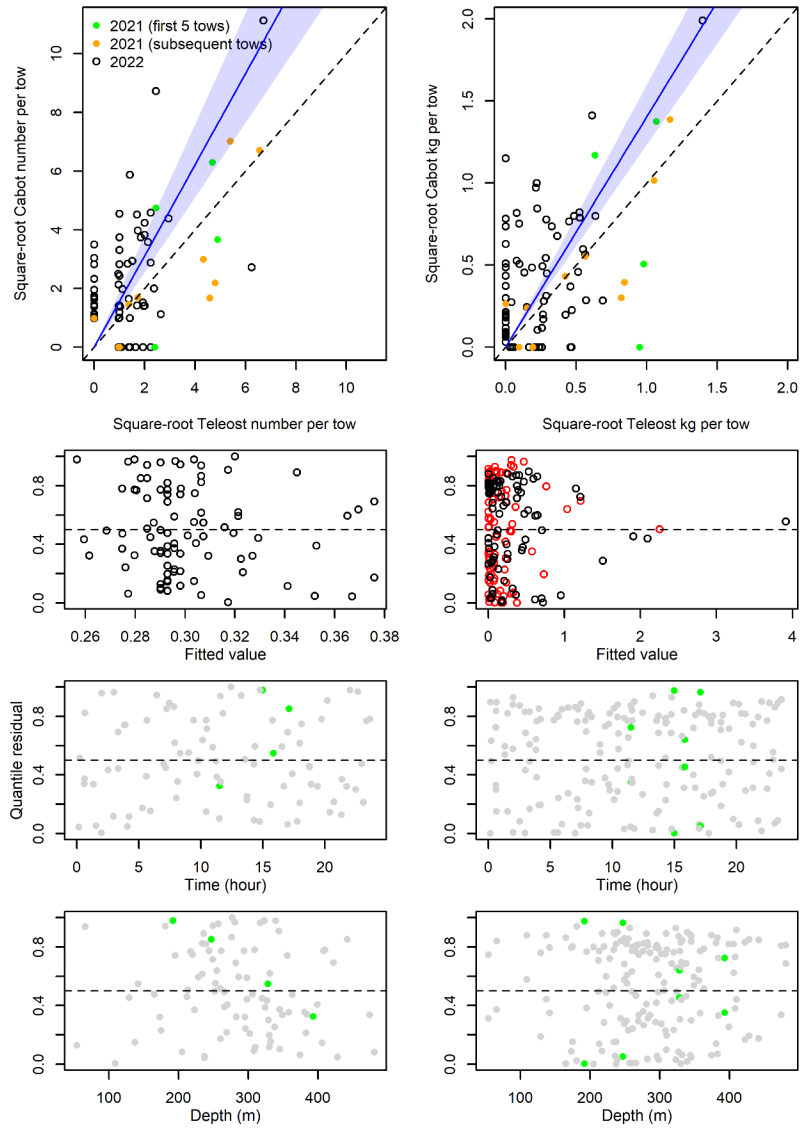 2021 (first 5 tows)
2021 (subsequent tows)
2022
Square-root Cabot number per tow
0 2 4 6 8 10
0 2 4 6 8 10
Square-root Teleost number per tow
Square-root Cabot kg per tow
0.0 0.5 1.0 1.5 2.0
0.0 0.5 1.0 1.5 2.0
Square-root Teleost kg per tow
0.0 0.4 0.8
0.26 0.28 0.30 0.32 0.34 0.36 0.38
Fitted value
0.0 0.4 0.8
0 1 2 3 4
Fitted value
Quantile residual
0.0 0.4 0.8
0 5 10 15 20
Time (hour)
0.0 0.4 0.8
0 5 10 15 20
Time (hour)
0.0 0.4 0.8
100 200 300 400
Depth (m)
0.0 0.4 0.8
100 200 300 400
Depth (m)